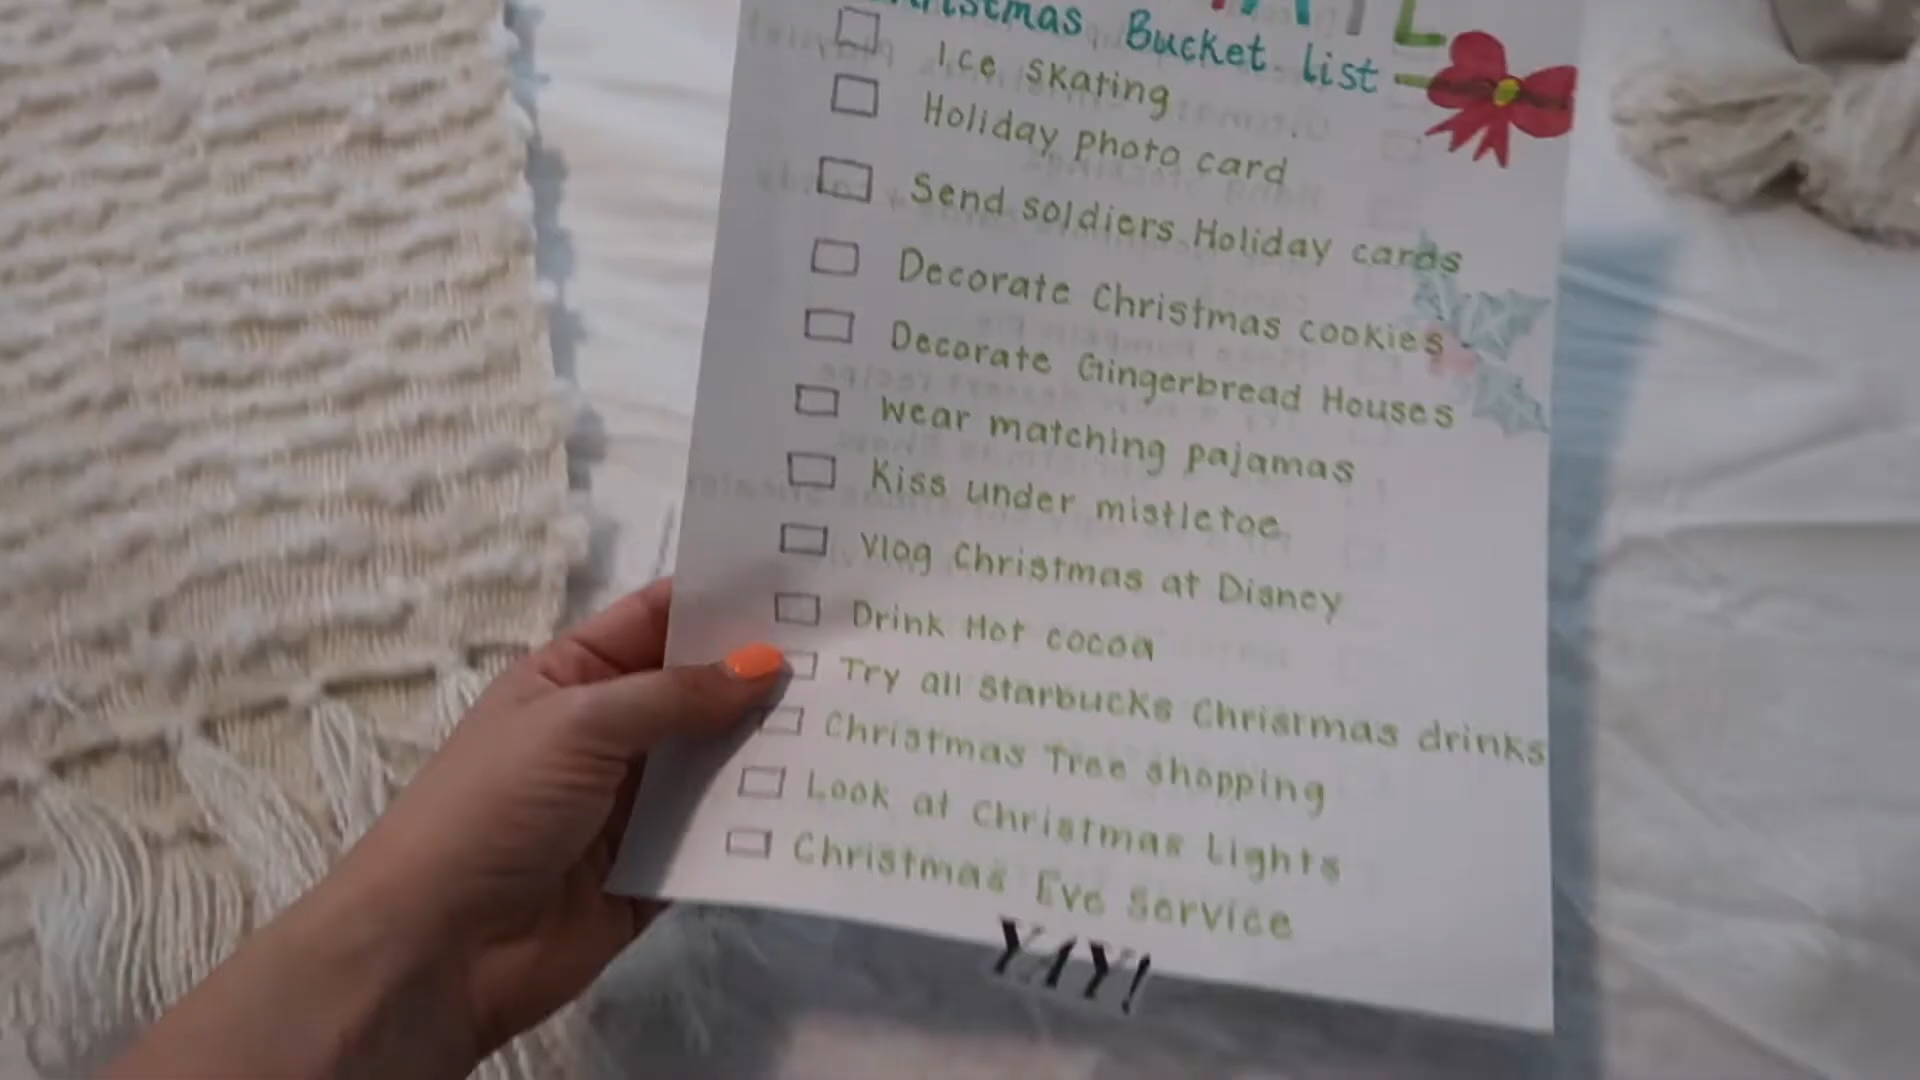 Christmas Bucket list
Ice skating
Holiday photo card
Send soldiers Holiday cards
Decorate Christmas cookies
Decorate Gingerbread Houses
wear matching pajamas
Kiss under mistletoe
Vlog Christmas at Disney
Drink Hot cocoa
Try all Starbucks Christmas drinks
Christmas Tree shopping
Look at Christmas Lights
Christmas Eve Service
YAY!